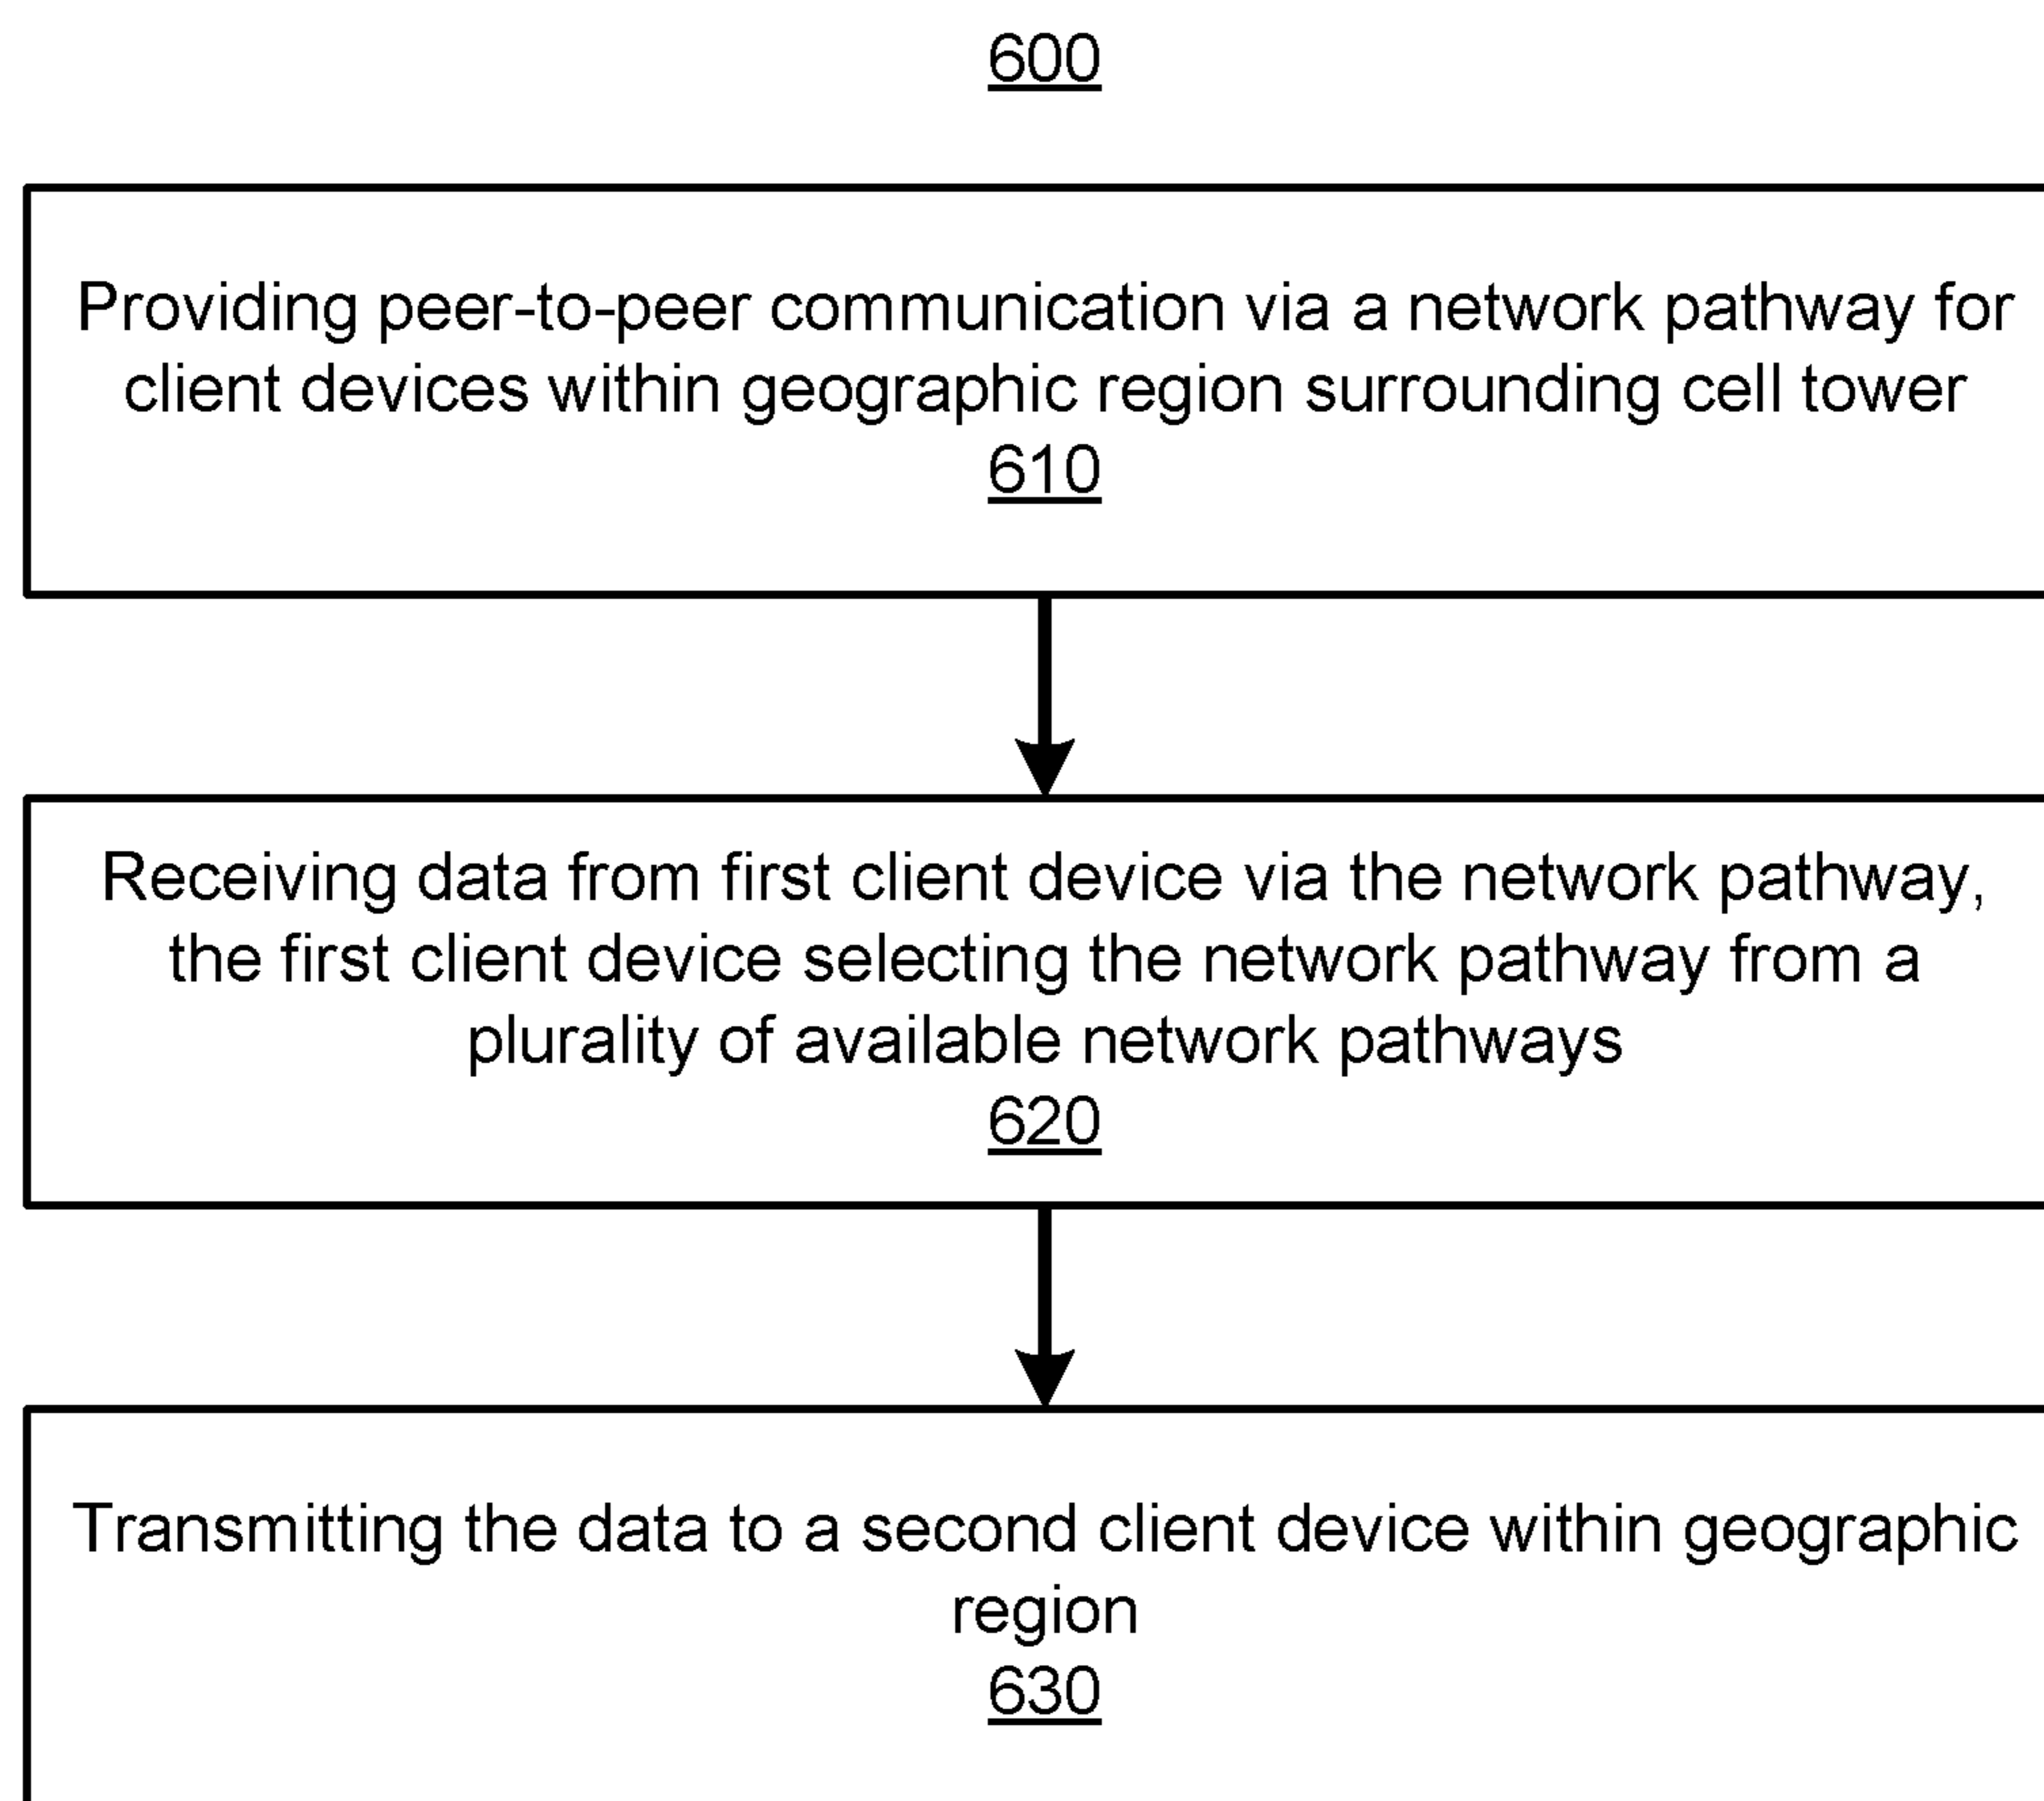 600
Providing peer-to-peer communication via a network pathway for
client devices within geographic region surrounding cell tower
610
Receiving data from first client device via the network pathway,
the first client device selecting the network pathway from a
plurality of available network pathways
620
Transmitting the data to a second client device within geographic
region
630